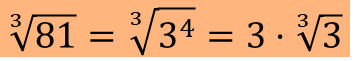 ∛81 = ∛3⁴ = 3 · ∛3